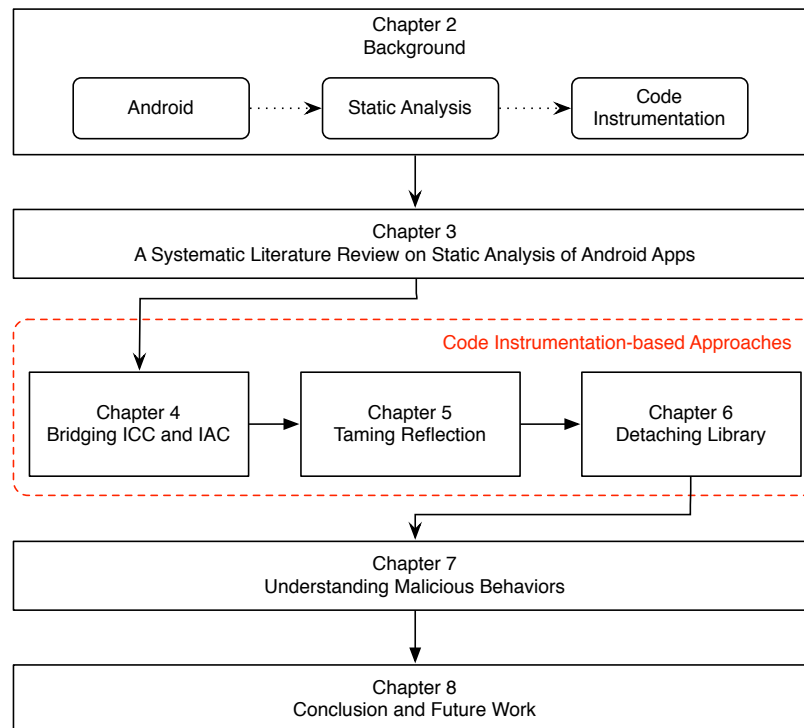 Chapter 2
Background
Android
Static Analysis
Code
Instrumentation
Chapter 3
A Systematic Literature Review on Static Analysis of Android Apps
Code Instrumentation-based Approaches
Chapter 4
Bridging ICC and IAC
Chapter 5
Taming Reflection
Chapter 6
Detaching Library
Chapter 7
Understanding Malicious Behaviors
Chapter 8
Conclusion and Future Work